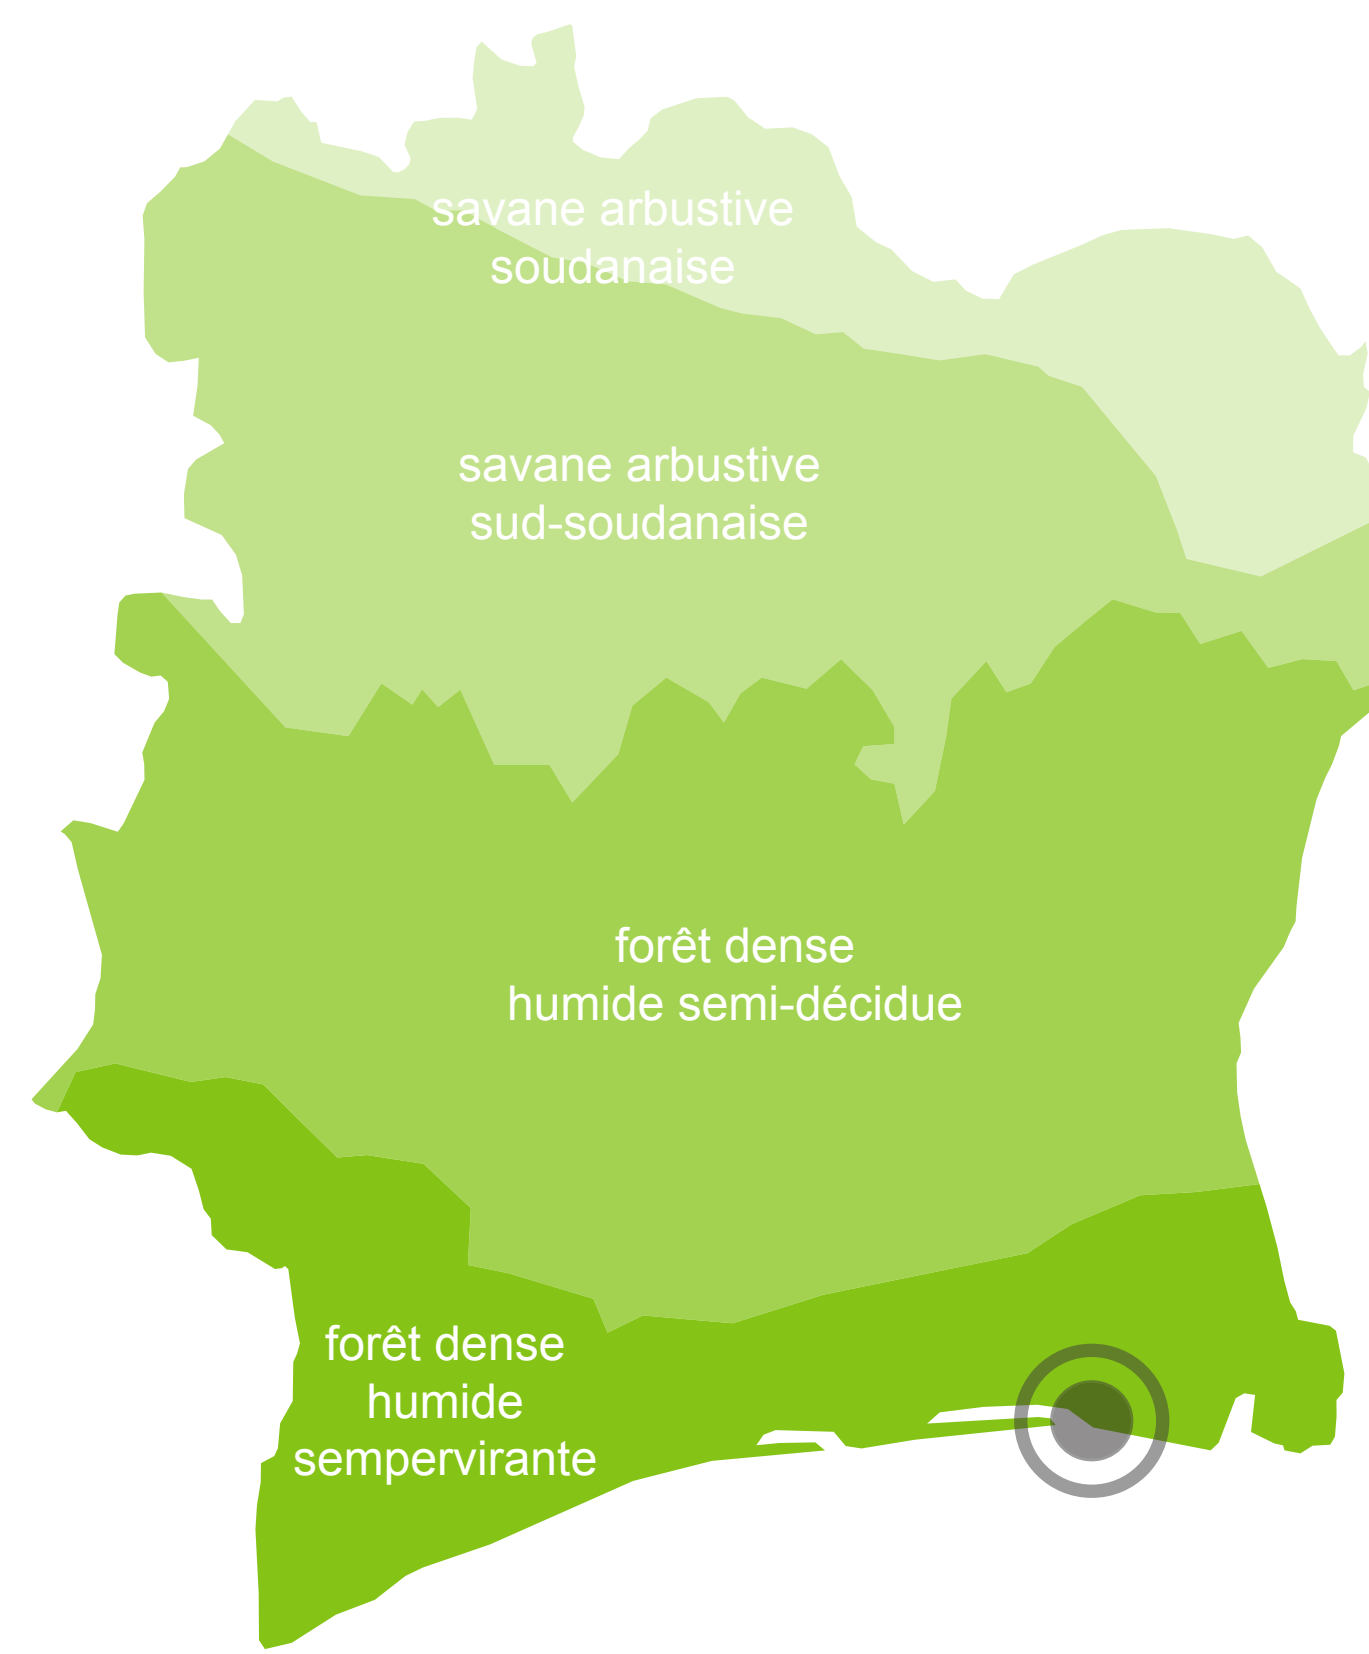 savane arbustive
soudanaise
savane arbustive
sud-soudanaise
forêt dense
humide semi-décidue
forêt dense
humide
sempervirante